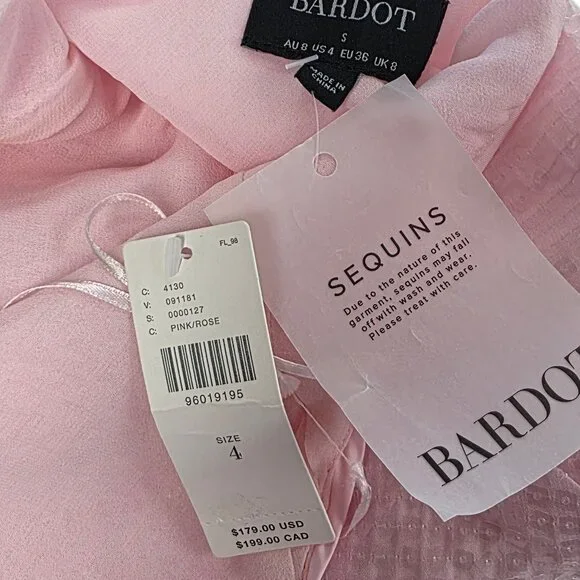 BARDOT
S
AU 8 US 4 EU 36 UK 8
MADE IN
CHINA
SEQUINS
Due to the nature of this
garment, sequins may fall
off with wash and wear.
Please treat with care.
BARDOT
FL_98
C: 4130
V: 091181
S: 0000127
C: PINK/ROSE
96019195
SIZE
4
$179.00 USD
$199.00 CAD